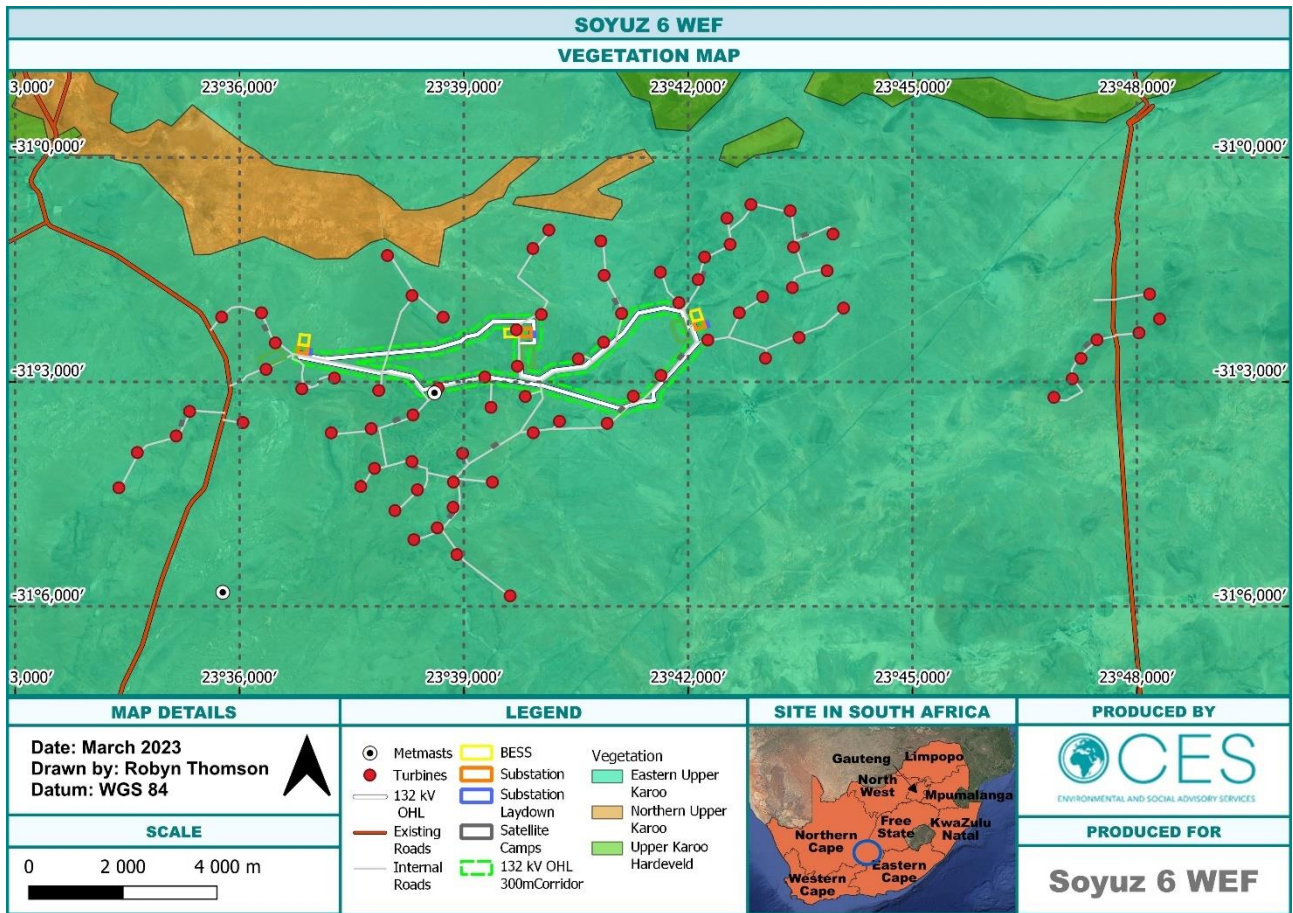 SOYUZ 6 WEF
VEGETATION MAP
3,000′ 23°36,000′ 23°39,000′ 23°42,000′ 23°45,000′ 23°48,000′
-31°0,000′ -31°0,000′
-31°3,000′ -31°3,000′
-31°6,000′ -31°6,000′
3,000′ 23°36,000′ 23°39,000′ 23°42,000′ 23°45,000′ 23°48,000′
MAP DETAILS
Date: March 2023
Drawn by: Robyn Thomson
Datum: WGS 84
SCALE
0 2 000 4 000 m
LEGEND
Metmasts
Turbines
132 kV
OHL
Existing
Roads
Internal
Roads
BESS
Substation
Substation
Laydown
Satellite
Camps
132 kV OHL
300mCorridor
Vegetation
Eastern Upper
Karoo
Northern Upper
Karoo
Upper Karoo
Hardeveld
SITE IN SOUTH AFRICA
Gauteng
Limpopo
North
West
Mpumalanga
Free
State
KwaZulu
Natal
Northern
Cape
Eastern
Cape
Western
Cape
PRODUCED BY
CES
ENVIRONMENTAL AND SOCIAL ADVISORY SERVICES
PRODUCED FOR
Soyuz 6 WEF